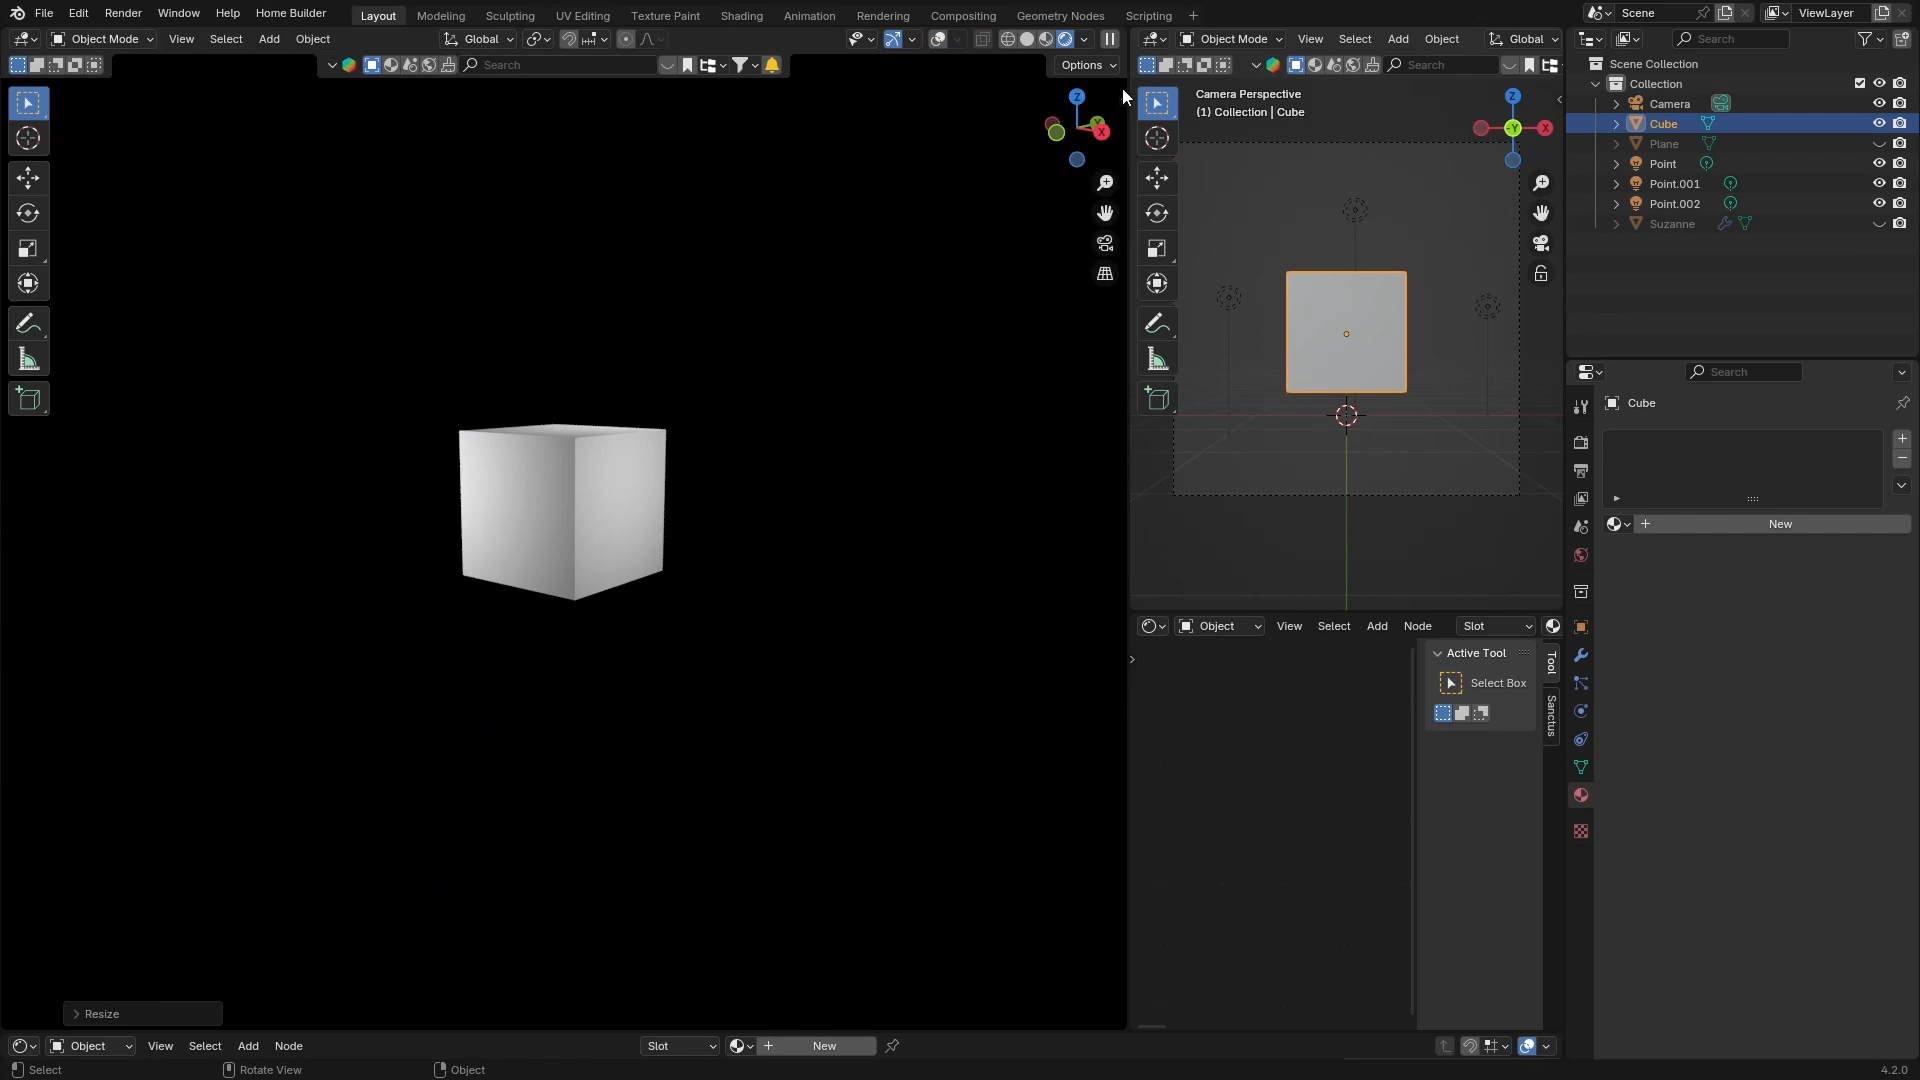 File Edit Render Window Help Home Builder Layout Modeling Sculpting UV Editing Texture Paint Shading Animation Rendering Compositing Geometry Nodes Scripting + Scene ViewLayer
Object Mode View Select Add Object Global
Search Options
Z
Y
X
Resize
Object View Select Add Node Slot New
Object Mode View Select Add Object Global
Search
Camera Perspective
(1) Collection | Cube
Z
-Y X
Object View Select Add Node Slot
Active Tool
Select Box
Tool
Sanctus
Search
Scene Collection
Collection
Camera
Cube
Plane
Point
Point.001
Point.002
Suzanne
Search
Cube
New
Select Rotate View Object 4.2.0